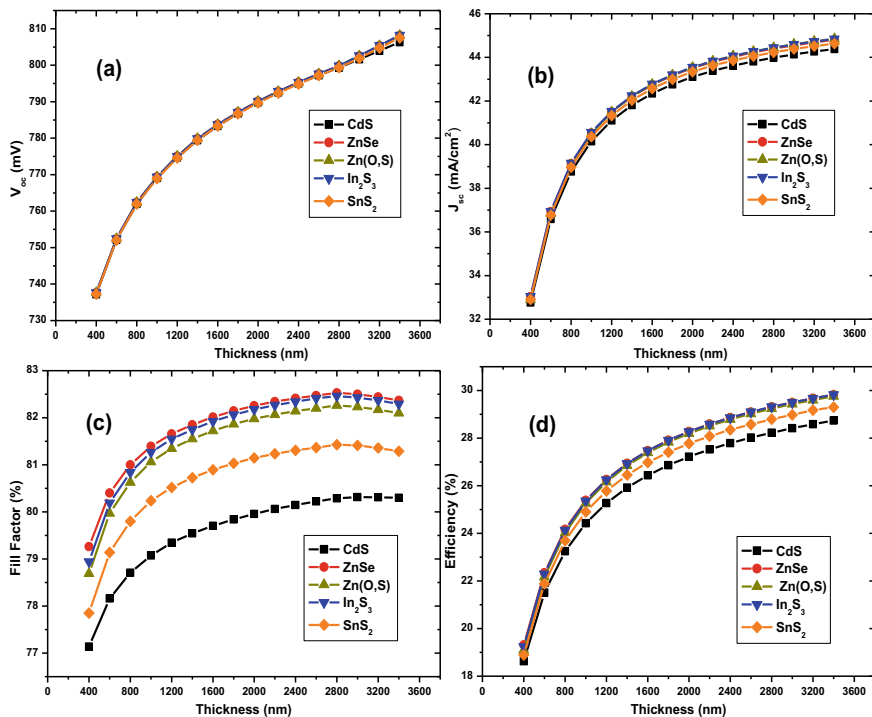 (a)
V_oc (mV)
810
800
790
780
770
760
750
740
730
0 400 800 1200 1600 2000 2400 2800 3200 3600
Thickness (nm)
CdS
ZnSe
Zn(O,S)
In₂S₃
SnS₂
(b)
J_sc (mA/cm²)
46
44
42
40
38
36
34
32
0 400 800 1200 1600 2000 2400 2800 3200 3600
Thickness (nm)
CdS
ZnSe
Zn(O,S)
In₂S₃
SnS₂
(c)
Fill Factor (%)
83
82
81
80
79
78
77
0 400 800 1200 1600 2000 2400 2800 3200 3600
Thickness (nm)
CdS
ZnSe
Zn(O,S)
In₂S₃
SnS₂
(d)
Efficiency (%)
30
28
26
24
22
20
18
0 400 800 1200 1600 2000 2400 2800 3200 3600
Thickness (nm)
CdS
ZnSe
Zn(O,S)
In₂S₃
SnS₂